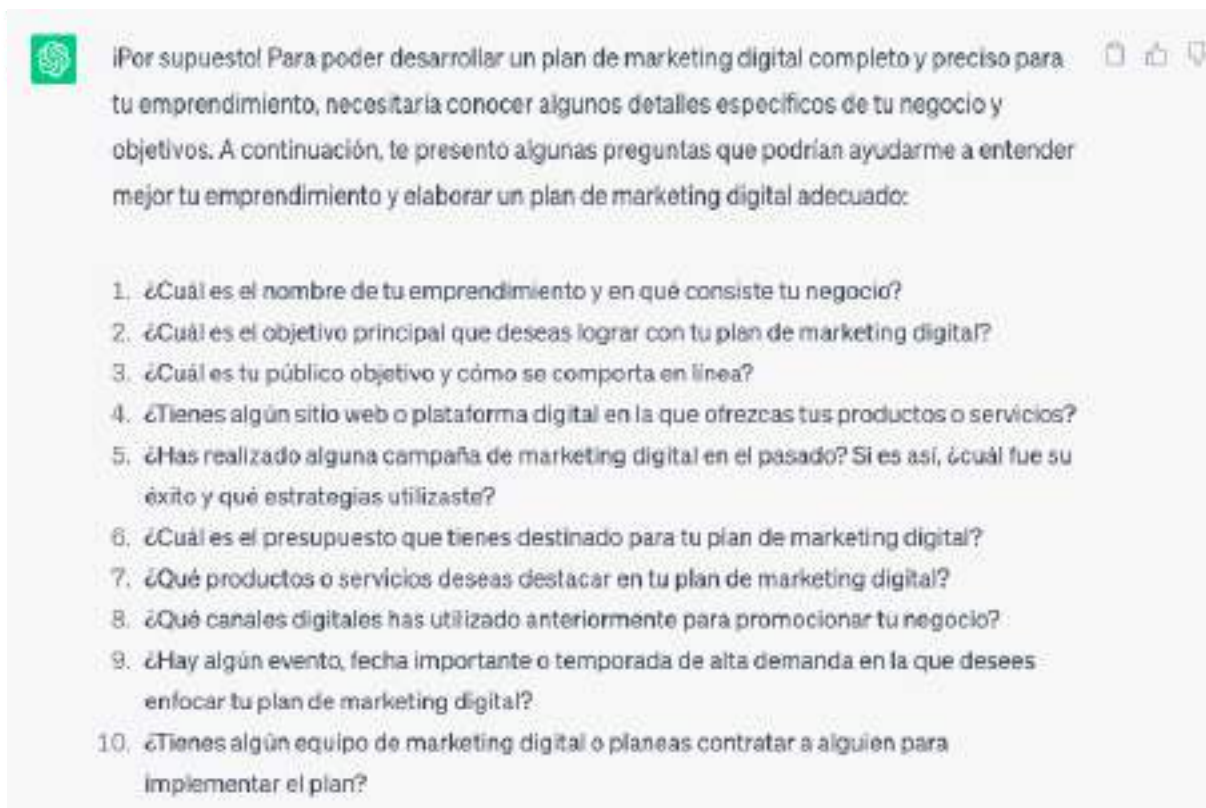 ¡Por supuesto! Para poder desarrollar un plan de marketing digital completo y preciso para
tu emprendimiento, necesitaría conocer algunos detalles específicos de tu negocio y
objetivos. A continuación, te presento algunas preguntas que podrían ayudarme a entender
mejor tu emprendimiento y elaborar un plan de marketing digital adecuado:
1. ¿Cuál es el nombre de tu emprendimiento y en qué consiste tu negocio?
2. ¿Cuál es el objetivo principal que deseas lograr con tu plan de marketing digital?
3. ¿Cuál es tu público objetivo y cómo se comporta en línea?
4. ¿Tienes algún sitio web o plataforma digital en la que ofrezcas tus productos o servicios?
5. ¿Has realizado alguna campaña de marketing digital en el pasado? Si es así, ¿cuál fue su
éxito y qué estrategias utilizaste?
6. ¿Cuál es el presupuesto que tienes destinado para tu plan de marketing digital?
7. ¿Qué productos o servicios deseas destacar en tu plan de marketing digital?
8. ¿Qué canales digitales has utilizado anteriormente para promocionar tu negocio?
9. ¿Hay algún evento, fecha importante o temporada de alta demanda en la que desees
enfocar tu plan de marketing digital?
10. ¿Tienes algún equipo de marketing digital o planeas contratar a alguien para
implementar el plan?